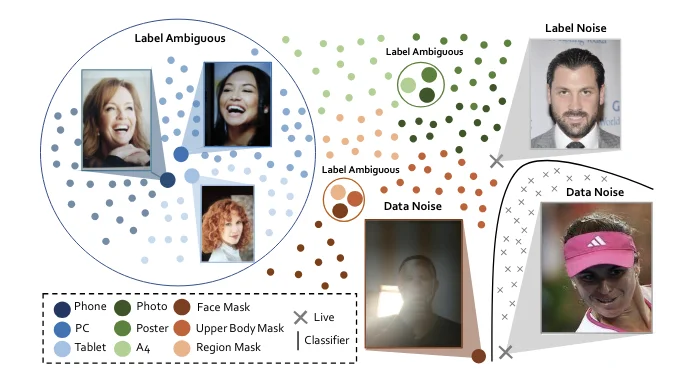 Label Noise
Label Ambiguous
Label Ambiguous
Label Ambiguous
Data Noise
Data Noise
Phone
Photo
Face Mask
Live
PC
Poster
Upper Body Mask
Classifier
Tablet
A4
Region Mask